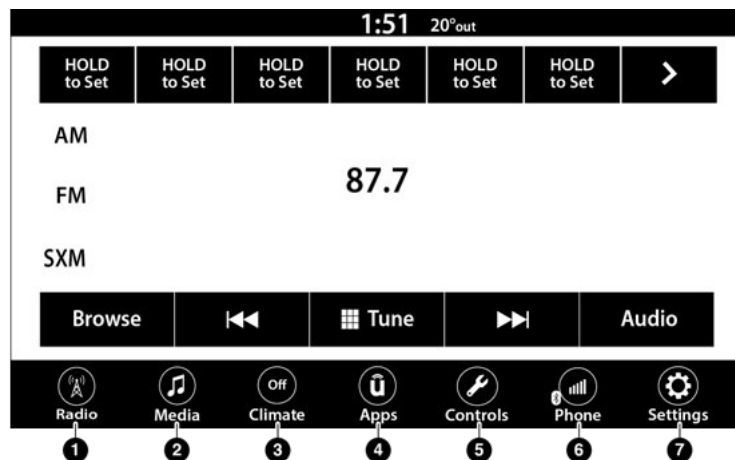 1:51 20°out
HOLD to Set HOLD to Set HOLD to Set HOLD to Set HOLD to Set HOLD to Set >
AM
87.7
FM
SXM
Browse Tune Audio
Off û
Radio Media Climate Apps Controls Phone Settings
1 2 3 4 5 6 7